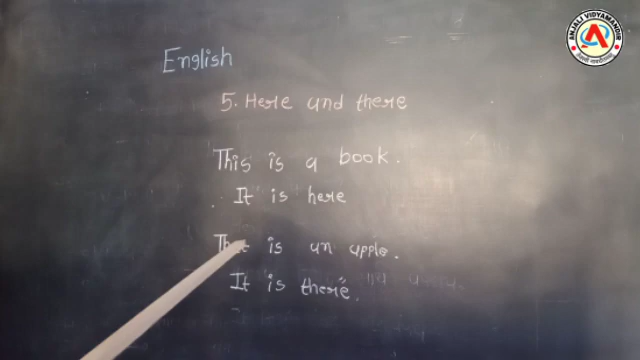 ANJALI VIDYAMANDIR
English
5. Here and there
This is a book.
It is here
That is an apple.
It is there.